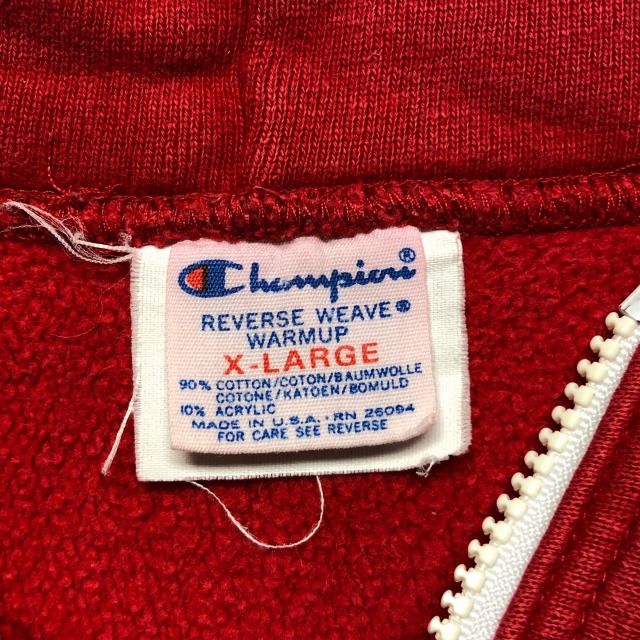 Champion®
REVERSE WEAVE®
WARMUP
X-LARGE
90% COTTON/COTON/BAUMWOLLE
COTONE/KATOEN/BOMULD
10% ACRYLIC
MADE IN U.S.A. · RN 26094
FOR CARE SEE REVERSE